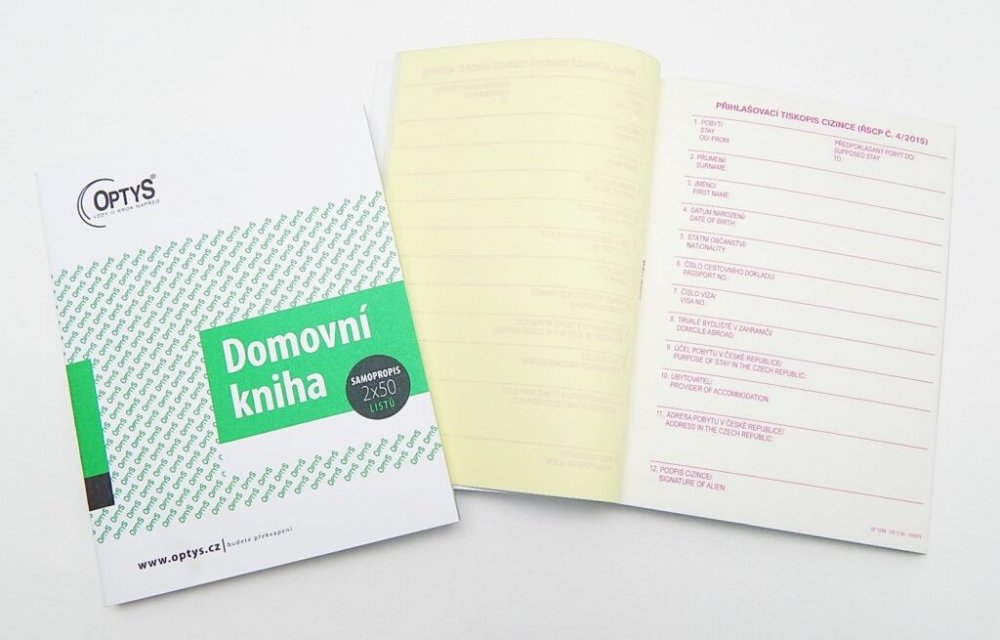 OPTYS®
VŽDY O KROK NAPŘED
Domovní
kniha
SAMOPROPIS
2x50
LISTŮ
www.optys.cz | budete překvapeni
PŘIHLAŠOVACÍ TISKOPIS CIZINCE (ŘSCP Č. 4/2015)
1. POBYT/
STAY
OD/ FROM
PŘEDPOKLÁDANÝ POBYT DO/
SUPPOSED STAY
TO
2. PŘÍJMENÍ/
SURNAME:
3. JMÉNO/
FIRST NAME:
4. DATUM NAROZENÍ/
DATE OF BIRTH:
5. STÁTNÍ OBČANSTVÍ/
NATIONALITY:
6. ČÍSLO CESTOVNÍHO DOKLADU/
PASSPORT NO.:
7. ČÍSLO VÍZA/
VISA NO.:
8. TRVALÉ BYDLIŠTĚ V ZAHRANIČÍ/
DOMICILE ABROAD:
9. ÚČEL POBYTU V ČESKÉ REPUBLICE/
PURPOSE OF STAY IN THE CZECH REPUBLIC:
10. UBYTOVATEL/
PROVIDER OF ACCOMMODATION:
11. ADRESA POBYTU V ČESKÉ REPUBLICE/
ADDRESS IN THE CZECH REPUBLIC:
12. PODPIS CIZINCE/
SIGNATURE OF ALIEN: